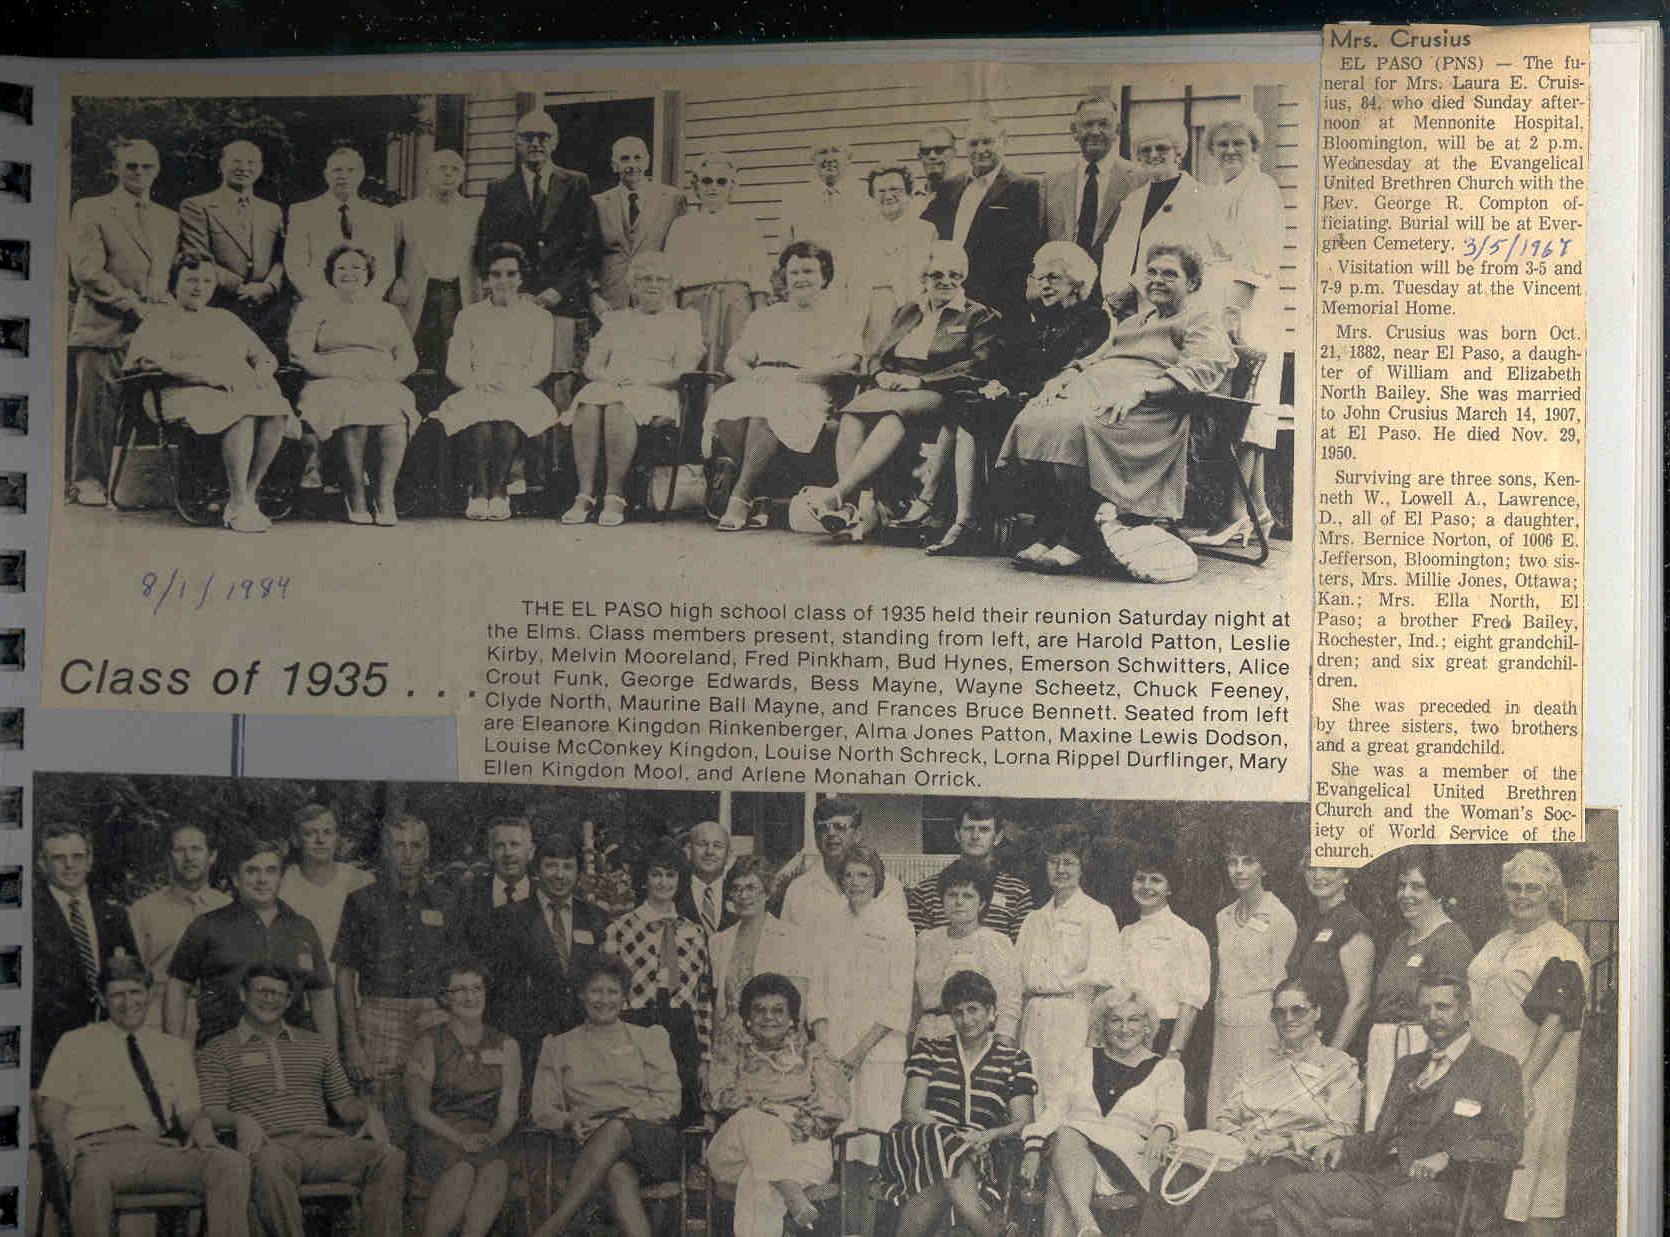 8/1/1984
Class of 1935 . . .
THE EL PASO high school class of 1935 held their reunion Saturday night at
the Elms. Class members present, standing from left, are Harold Patton, Leslie
Kirby, Melvin Mooreland, Fred Pinkham, Bud Hynes, Emerson Schwitters, Alice
Crout Funk, George Edwards, Bess Mayne, Wayne Scheetz, Chuck Feeney,
Clyde North, Maurine Ball Mayne, and Frances Bruce Bennett. Seated from left
are Eleanore Kingdon Rinkenberger, Alma Jones Patton, Maxine Lewis Dodson,
Louise McConkey Kingdon, Louise North Schreck, Lorna Rippel Durflinger, Mary
Ellen Kingdon Mool, and Arlene Monahan Orrick.
Mrs. Crusius
EL PASO (PNS) — The fu-
neral for Mrs. Laura E. Cruis-
ius, 84, who died Sunday after-
noon at Mennonite Hospital,
Bloomington, will be at 2 p.m.
Wednesday at the Evangelical
United Brethren Church with the
Rev. George R. Compton of-
ficiating. Burial will be at Ever-
green Cemetery. 3/5/1967
Visitation will be from 3-5 and
7-9 p.m. Tuesday at the Vincent
Memorial Home.
Mrs. Crusius was born Oct.
21, 1882, near El Paso, a daugh-
ter of William and Elizabeth
North Bailey. She was married
to John Crusius March 14, 1907,
at El Paso. He died Nov. 29,
1950.
Surviving are three sons, Ken-
neth W., Lowell A., Lawrence,
D., all of El Paso; a daughter,
Mrs. Bernice Norton, of 1006 E.
Jefferson, Bloomington; two sis-
ters, Mrs. Millie Jones, Ottawa;
Kan.; Mrs. Ella North, El
Paso; a brother Fred Bailey,
Rochester, Ind.; eight grandchil-
dren; and six great grandchil-
dren.
She was preceded in death
by three sisters, two brothers
and a great grandchild.
She was a member of the
Evangelical United Brethren
Church and the Woman's Soc-
iety of World Service of the
church.